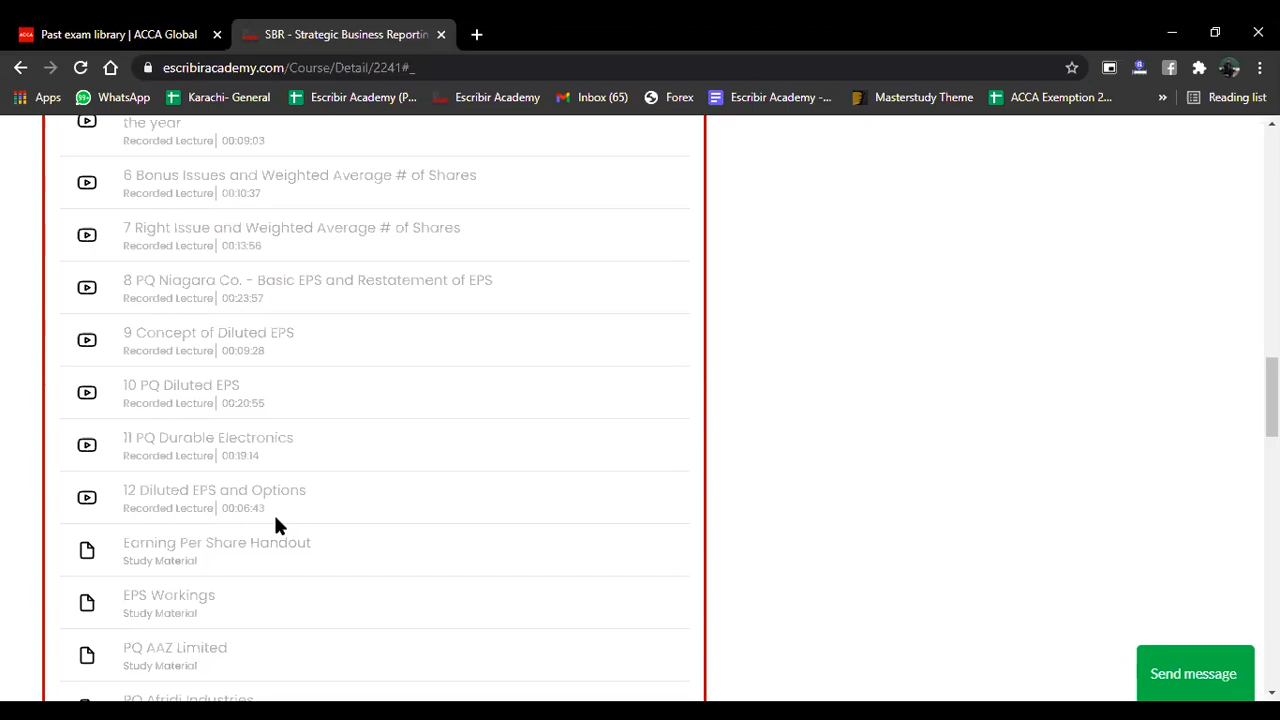 Past exam library | ACCA Global
SBR - Strategic Business Reportin
escribiracademy.com/Course/Detail/2241#_
Apps
WhatsApp
Karachi- General
Escribir Academy (P...
Escribir Academy
Inbox (65)
Forex
Escribir Academy -...
Masterstudy Theme
ACCA Exemption 2...
»
Reading list
the year
Recorded Lecture| 00:09:03
6 Bonus Issues and Weighted Average # of Shares
Recorded Lecture| 00:10:37
7 Right Issue and Weighted Average # of Shares
Recorded Lecture| 00:13:56
8 PQ Niagara Co. - Basic EPS and Restatement of EPS
Recorded Lecture| 00:23:57
9 Concept of Diluted EPS
Recorded Lecture| 00:09:28
10 PQ Diluted EPS
Recorded Lecture| 00:20:55
11 PQ Durable Electronics
Recorded Lecture| 00:19:14
12 Diluted EPS and Options
Recorded Lecture| 00:06:43
Earning Per Share Handout
Study Material
EPS Workings
Study Material
PQ AAZ Limited
Study Material
PQ Afridi Industries
Send message